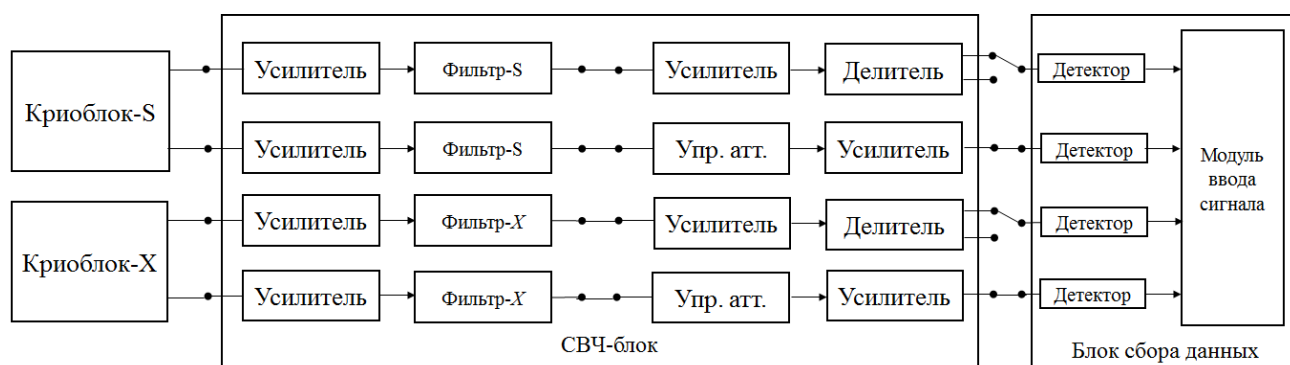 Криоблок-S
Усилитель
Фильтр-S
Усилитель
Делитель
Детектор
Усилитель
Фильтр-S
Упр. атт.
Усилитель
Детектор
Криоблок-X
Усилитель
Фильтр-X
Усилитель
Делитель
Детектор
Усилитель
Фильтр-X
Упр. атт.
Усилитель
Детектор
Модуль
ввода
сигнала
СВЧ-блок
Блок сбора данных